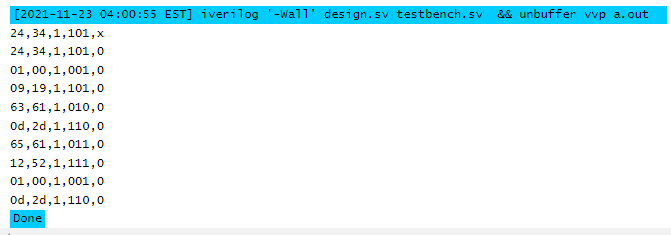 [2021-11-23 04:00:55 EST] iverilog '-Wall' design.sv testbench.sv && unbuffer vvp a.out
24,34,1,101,x
24,34,1,101,0
01,00,1,001,0
09,19,1,101,0
63,61,1,010,0
0d,2d,1,110,0
65,61,1,011,0
12,52,1,111,0
01,00,1,001,0
0d,2d,1,110,0
Done